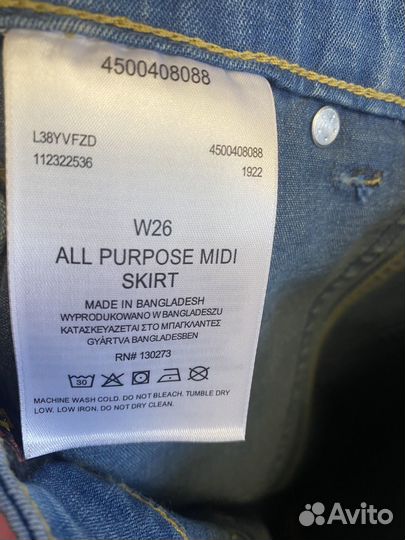 4500408088
L38YVFZD 4500408088
112322536 1922
W26
ALL PURPOSE MIDI
SKIRT
MADE IN BANGLADESH
WYPRODUKOWANO W BANGLADESZU
ΚΑΤΑΣΚΕΥΑΖΕΤΑΙ ΣΤΟ ΜΠΑΓΚΛΑΝΤΕΣ
GYÁRTVA BANGLADESBEN
RN# 130273
30
MACHINE WASH COLD. DO NOT BLEACH. TUMBLE DRY
LOW. LOW IRON. DO NOT DRY CLEAN.
Avito